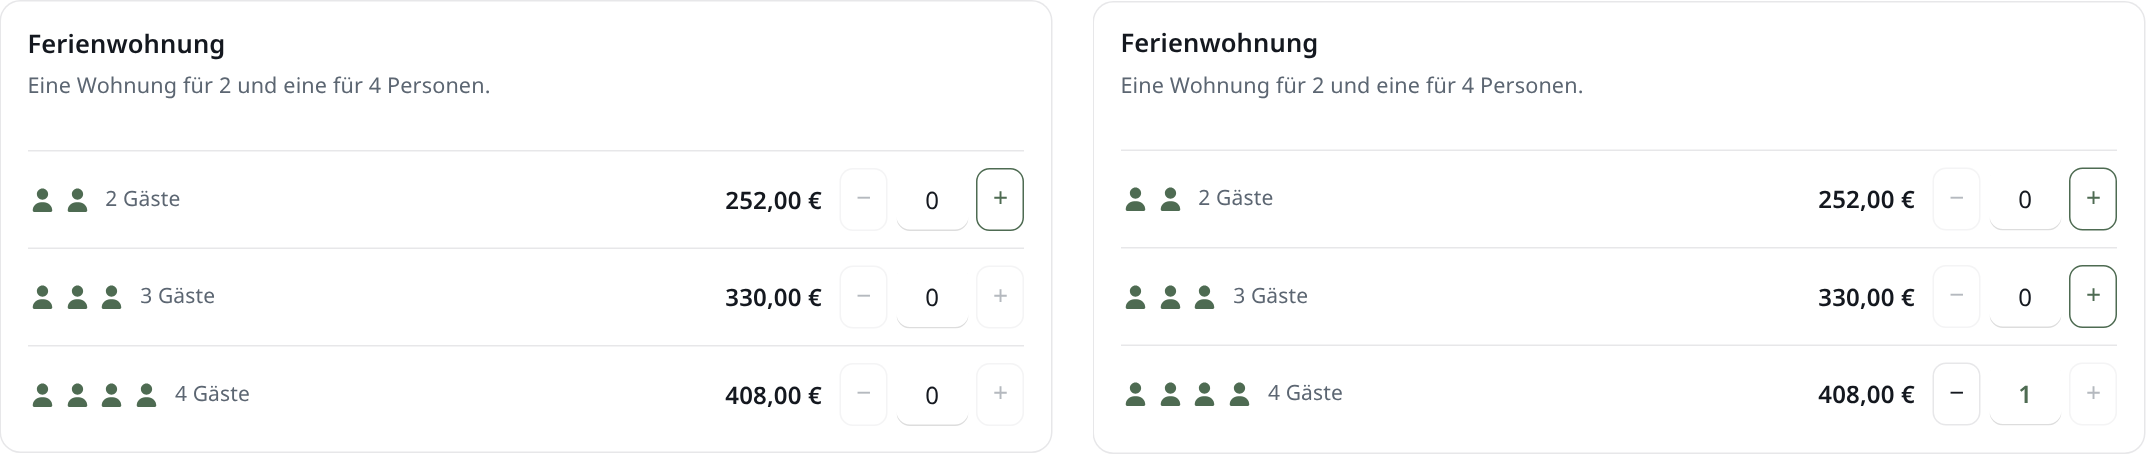 Ferienwohnung
Eine Wohnung für 2 und eine für 4 Personen.
2 Gäste 252,00 € − 0 +
3 Gäste 330,00 € − 0 +
4 Gäste 408,00 € − 0 +
Ferienwohnung
Eine Wohnung für 2 und eine für 4 Personen.
2 Gäste 252,00 € − 0 +
3 Gäste 330,00 € − 0 +
4 Gäste 408,00 € − 1 +